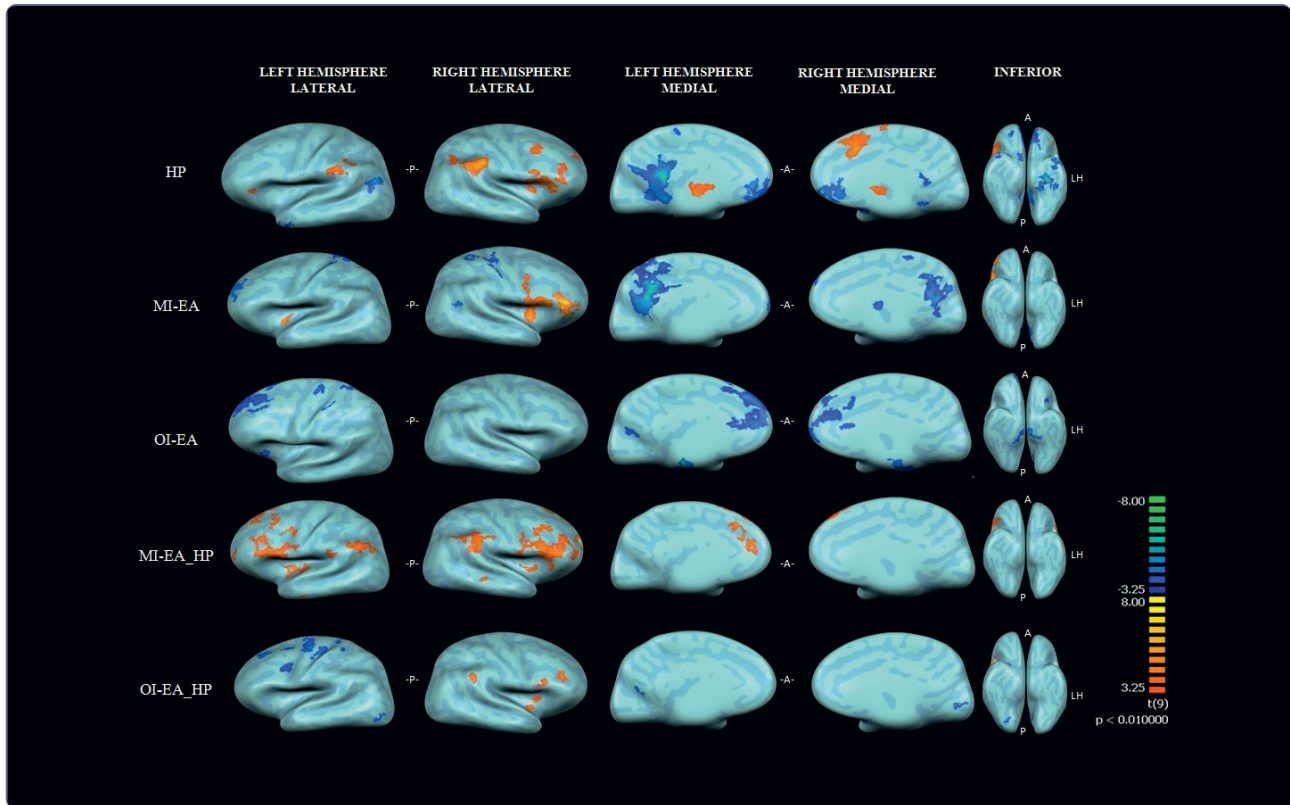 LEFT HEMISPHERE
LATERAL
RIGHT HEMISPHERE
LATERAL
LEFT HEMISPHERE
MEDIAL
RIGHT HEMISPHERE
MEDIAL
INFERIOR
HP
-P-
-A-
A
LH
P
MI-EA
-P-
-A-
A
LH
P
OI-EA
-P-
-A-
A
LH
P
MI-EA_HP
-P-
-A-
A
LH
P
OI-EA_HP
-P-
-A-
A
LH
P
-8.00
-3.25
8.00
3.25
t(9)
p < 0.010000